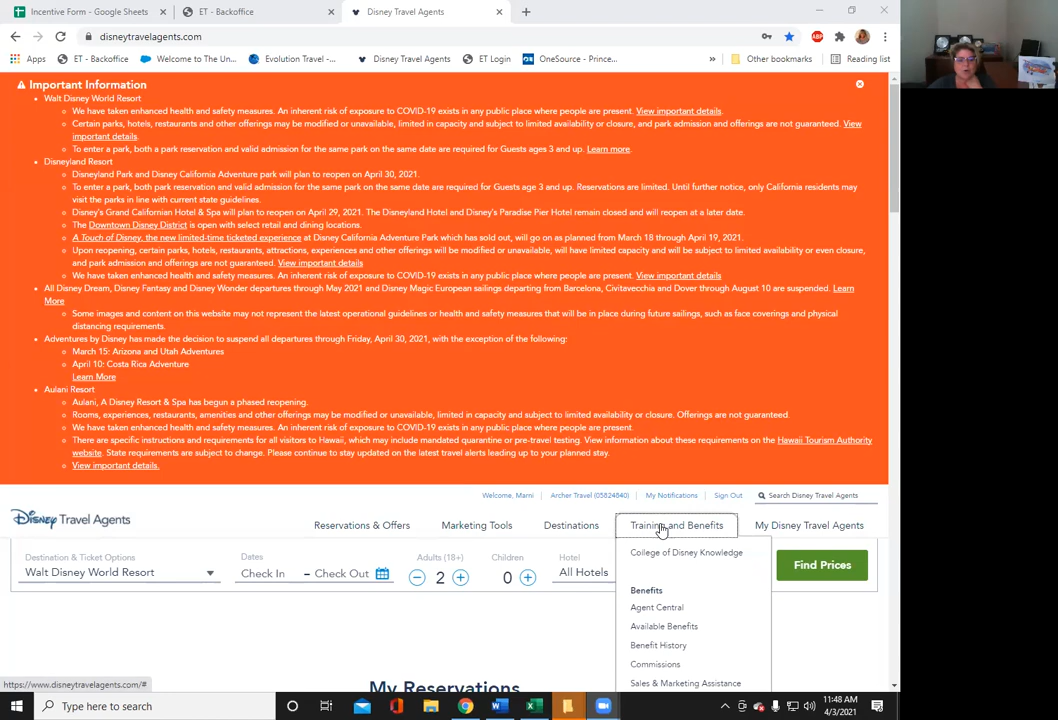 Incentive Form - Google Sheets
ET - Backoffice
Disney Travel Agents
disneytravelagents.com
ABP
Apps
ET - Backoffice
Welcome to The Un...
Evolution Travel -...
Disney Travel Agents
ET Login
OneSource - Prince...
»
Other bookmarks
Reading list
Important Information
Walt Disney World Resort
We have taken enhanced health and safety measures. An inherent risk of exposure to COVID-19 exists in any public place where people are present. View important details.
Certain parks, hotels, restaurants and other offerings may be modified or unavailable, limited in capacity and subject to limited availability or closure, and park admission and offerings are not guaranteed. View
important details.
To enter a park, both a park reservation and valid admission for the same park on the same date are required for Guests ages 3 and up. Learn more.
Disneyland Resort
Disneyland Park and Disney California Adventure park will plan to reopen on April 30, 2021.
To enter a park, both park reservation and valid admission for the same park on the same date are required for Guests age 3 and up. Reservations are limited. Until further notice, only California residents may
visit the parks in line with current state guidelines.
Disney's Grand Californian Hotel & Spa will plan to reopen on April 29, 2021. The Disneyland Hotel and Disney's Paradise Pier Hotel remain closed and will reopen at a later date.
The Downtown Disney District is open with select retail and dining locations.
A Touch of Disney, the new limited-time ticketed experience at Disney California Adventure Park which has sold out, will go on as planned from March 18 through April 19, 2021.
Upon reopening, certain parks, hotels, restaurants, attractions, experiences and other offerings will be modified or unavailable, will have limited capacity and will be subject to limited availability or even closure,
and park admission and offerings are not guaranteed. View important details
We have taken enhanced health and safety measures. An inherent risk of exposure to COVID-19 exists in any public place where people are present. View important details
All Disney Dream, Disney Fantasy and Disney Wonder departures through May 2021 and Disney Magic European sailings departing from Barcelona, Civitavecchia and Dover through August 10 are suspended. Learn
More
Some images and content on this website may not represent the latest operational guidelines or health and safety measures that will be in place during future sailings, such as face coverings and physical
distancing requirements.
Adventures by Disney has made the decision to suspend all departures through Friday, April 30, 2021, with the exception of the following:
March 15: Arizona and Utah Adventures
April 10: Costa Rica Adventure
Learn More
Aulani Resort
Aulani, A Disney Resort & Spa has begun a phased reopening.
Rooms, experiences, restaurants, amenities and other offerings may be modified or unavailable, limited in capacity and subject to limited availability or closure. Offerings are not guaranteed.
We have taken enhanced health and safety measures. An inherent risk of exposure to COVID-19 exists in any public place where people are present.
There are specific instructions and requirements for all visitors to Hawaii, which may include mandated quarantine or pre-travel testing. View information about these requirements on the Hawaii Tourism Authority
website. State requirements are subject to change. Please continue to stay updated on the latest travel alerts leading up to your planned stay.
View important details.
Welcome, Marni
Archer Travel (05824840)
My Notifications
Sign Out
Search Disney Travel Agents
Disney Travel Agents
Reservations & Offers
Marketing Tools
Destinations
Training and Benefits
My Disney Travel Agents
Destination & Ticket Options
Walt Disney World Resort
Dates
Check In – Check Out
Adults (18+)
2
Children
0
Hotel
All Hotels
Find Prices
College of Disney Knowledge
Benefits
Agent Central
Available Benefits
Benefit History
Commissions
Sales & Marketing Assistance
My Reservations
https://www.disneytravelagents.com/#
Type here to search
11:48 AM
4/3/2021